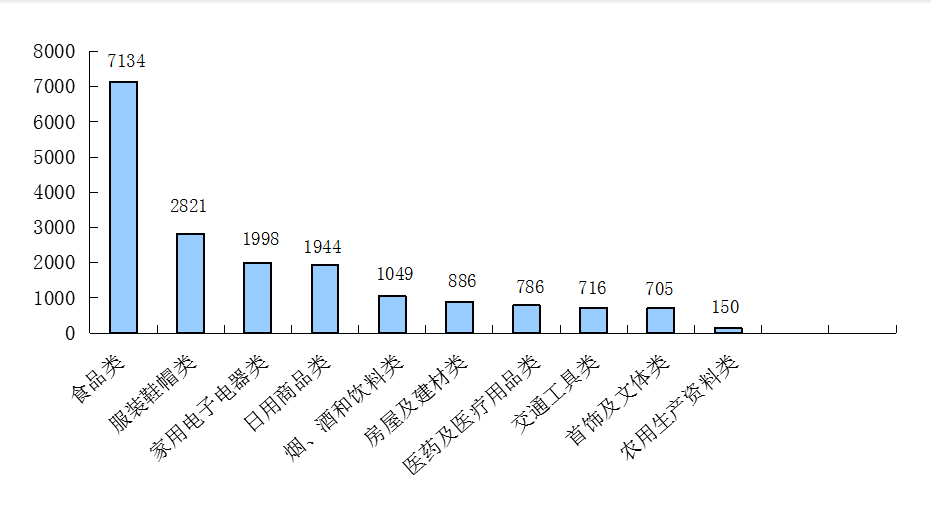 8000
7000
6000
5000
4000
3000
2000
1000
0
7134
2821
1998
1944
1049
886
786
716
705
150
食品类
服装鞋帽类
家用电子电器类
日用商品类
烟、酒和饮料类
房屋及建材类
医药及医疗用品类
交通工具类
首饰及文体类
农用生产资料类